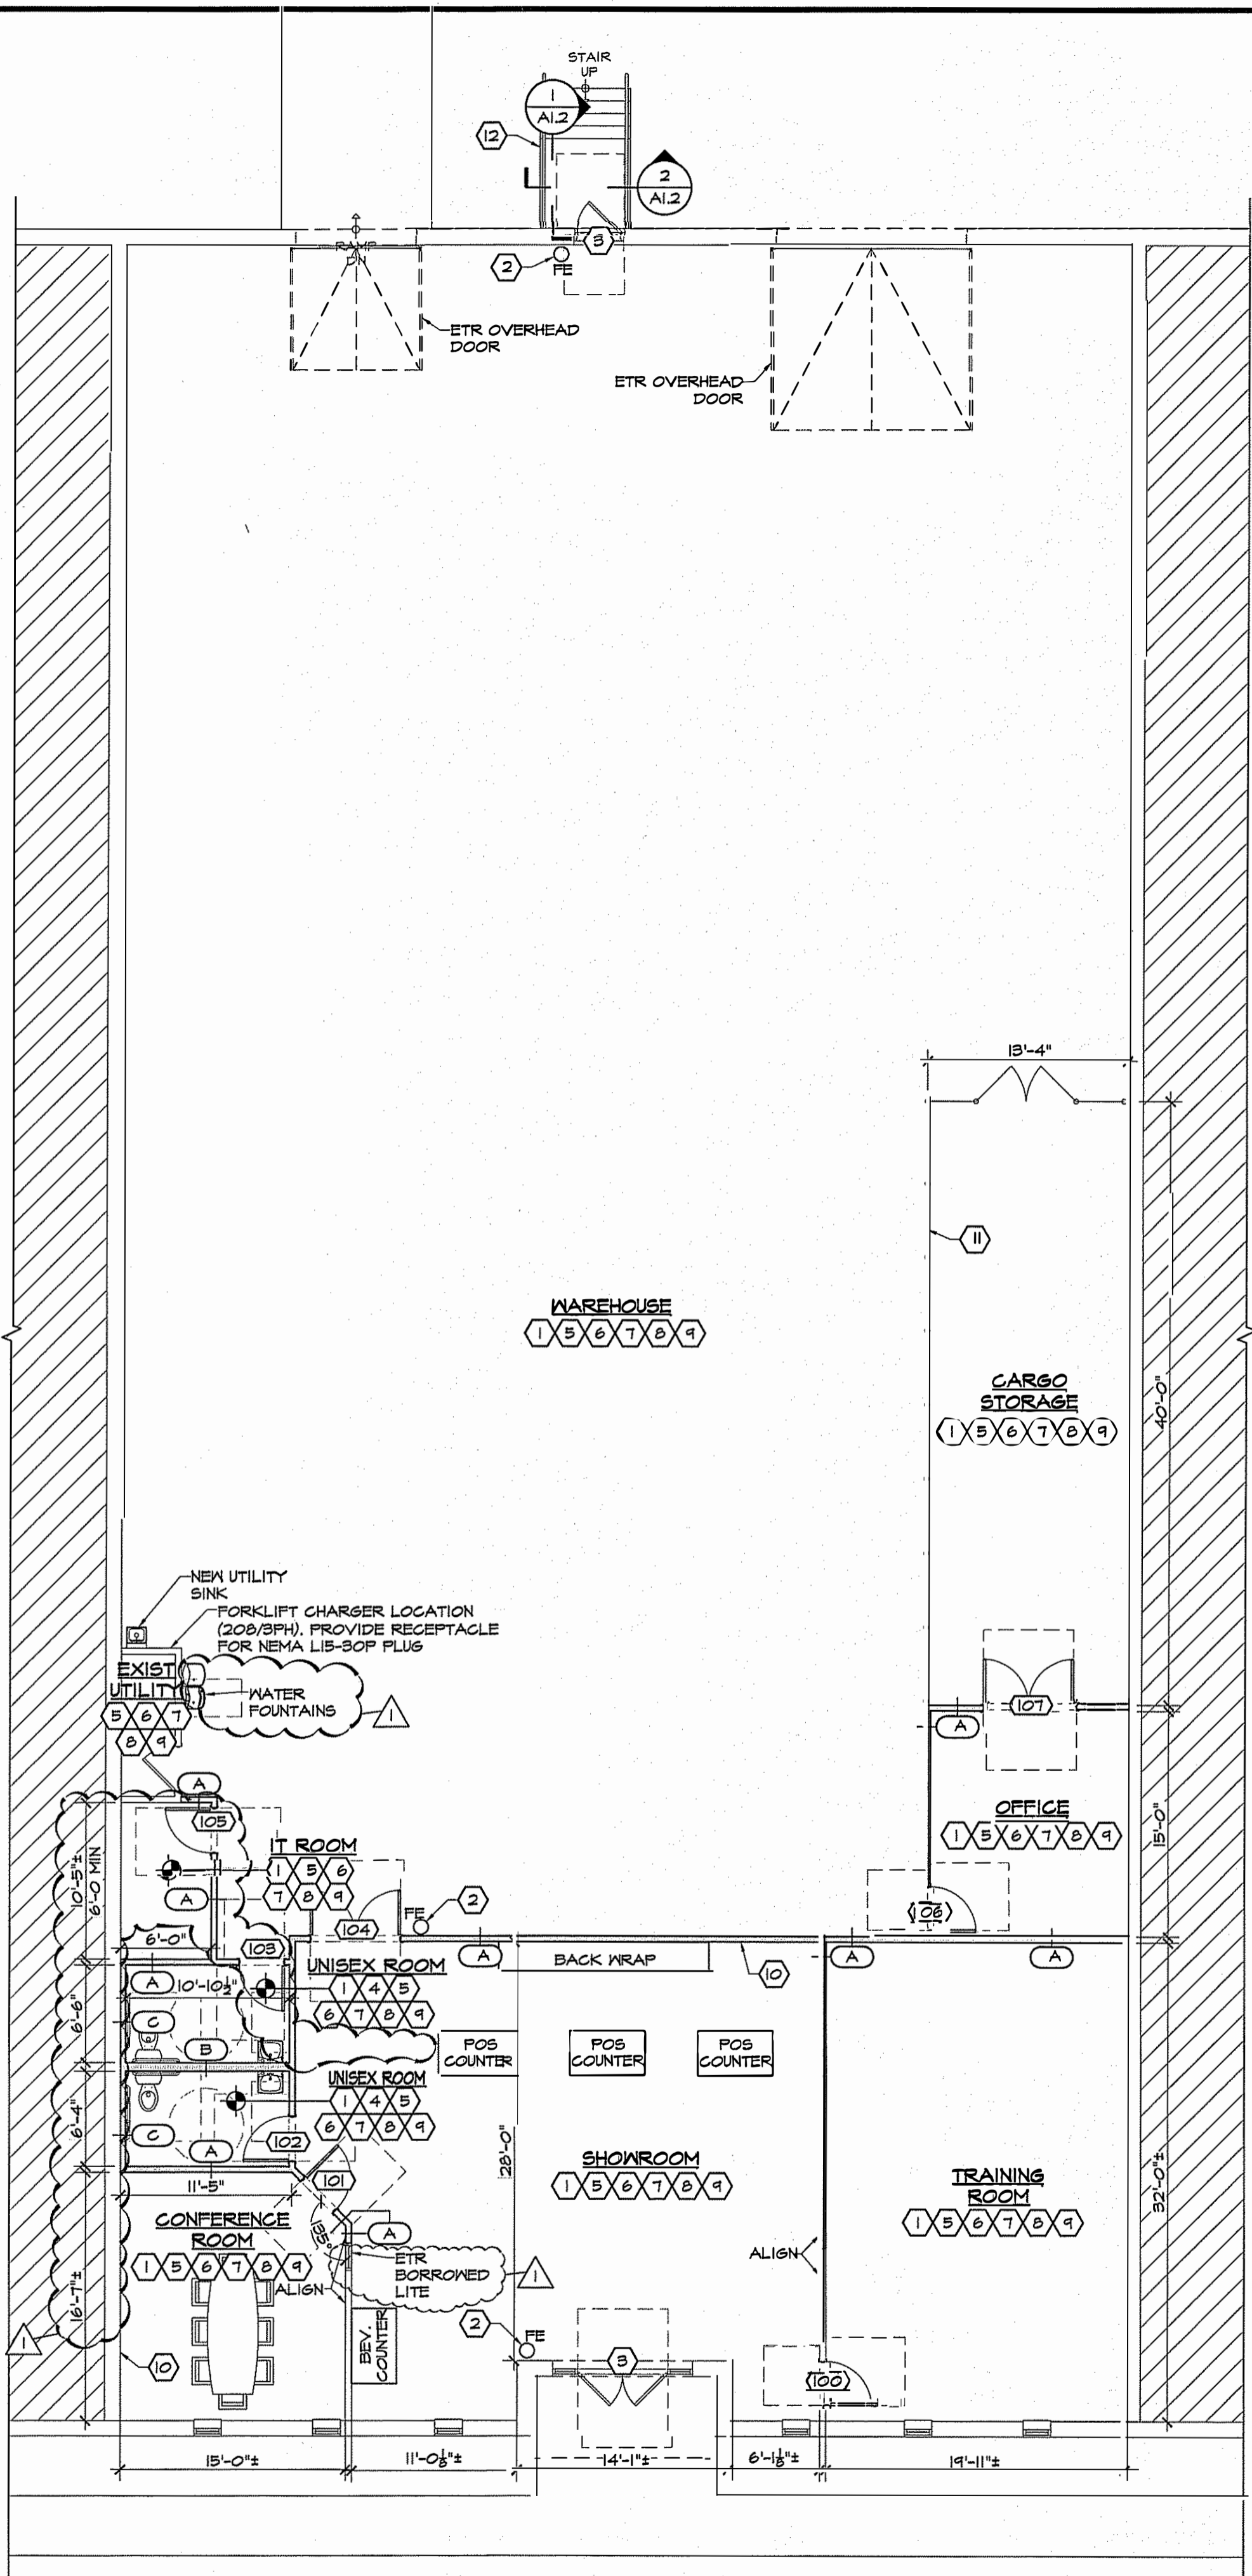 STAIR
UP
1
A1.2
12
2
A1.2
3
RAMP
DN
2
FE
ETR OVERHEAD
DOOR
ETR OVERHEAD
DOOR
13'-4"
11
WAREHOUSE
1 5 6 7 8 9
CARGO
STORAGE
1 5 6 7 8 9
40'-0"
NEW UTILITY
SINK
FORKLIFT CHARGER LOCATION
(208/3PH). PROVIDE RECEPTACLE
FOR NEMA L15-30P PLUG
EXIST
UTILITY
5 6 7
8 9
WATER
FOUNTAINS
1
107
A
A
105
OFFICE
1 5 6 7 8 9
15'-0"
IT ROOM
1 5 6
7 8 9
10'-5"±
6'-0 MIN
A
2
FE
104
106
6'-0"
103
A
BACK WRAP
10
A
A
UNISEX ROOM
1 4 5
6 7 8 9
A
10'-10½"
C
6'-6"
B
POS
COUNTER
POS
COUNTER
POS
COUNTER
UNISEX ROOM
1 4 5
6 7 8 9
6'-4"
C
A
102
101
28'-0"
SHOWROOM
1 5 6 7 8 9
TRAINING
ROOM
1 5 6 7 8 9
32'-0"±
11'-5"
CONFERENCE
ROOM
1 5 6 7 8 9
135°
A
ALIGN
ETR
BORROWED
LITE
1
ALIGN
16'-7"±
1
10
BEV.
COUNTER
2
FE
3
100
15'-0"±
11'-0⅛"±
14'-1"±
6'-1⅛"±
19'-11"±